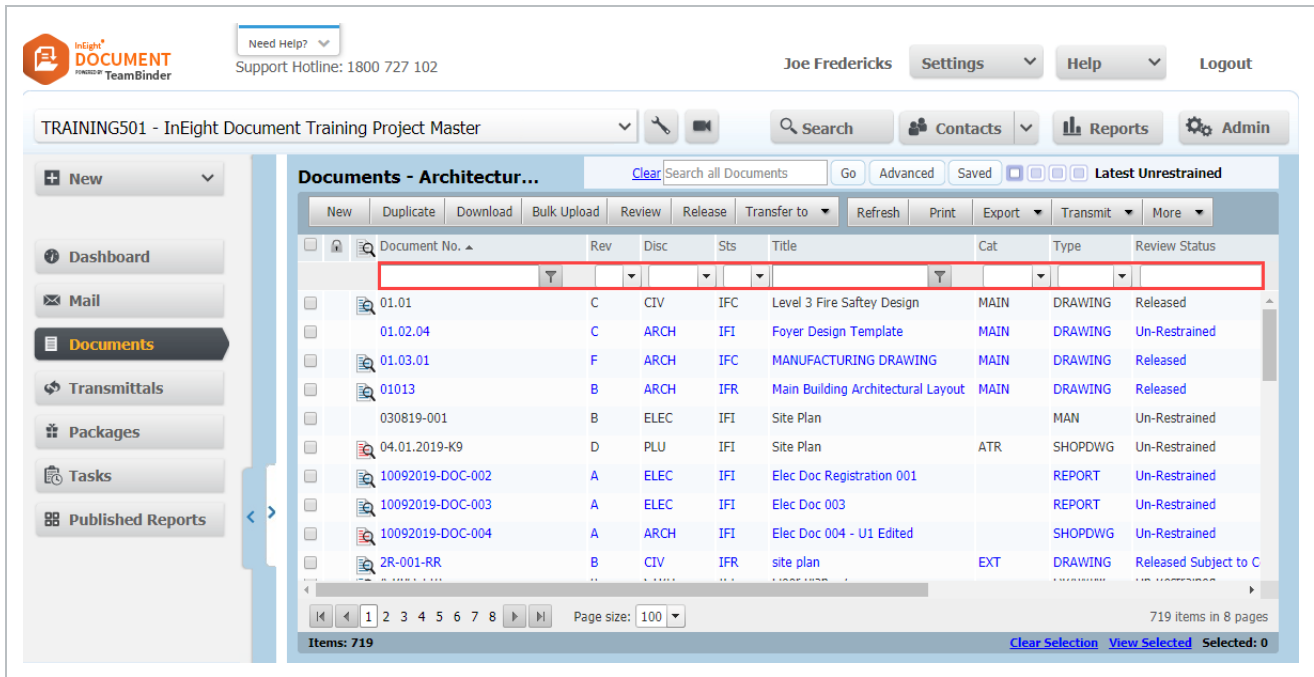 InEight®
DOCUMENT
POWERED BY TeamBinder
Need Help?
Support Hotline: 1800 727 102
Joe Fredericks Settings Help Logout
TRAINING501 - InEight Document Training Project Master Search Contacts Reports Admin
New
Dashboard
Mail
Documents
Transmittals
Packages
Tasks
Published Reports
Documents - Architectur... Clear Search all Documents Go Advanced Saved Latest Unrestrained
New Duplicate Download Bulk Upload Review Release Transfer to Refresh Print Export Transmit More
Document No. Rev Disc Sts Title Cat Type Review Status
01.01 C CIV IFC Level 3 Fire Saftey Design MAIN DRAWING Released
01.02.04 C ARCH IFI Foyer Design Template MAIN DRAWING Un-Restrained
01.03.01 F ARCH IFC MANUFACTURING DRAWING MAIN DRAWING Released
01013 B ARCH IFR Main Building Architectural Layout MAIN DRAWING Released
030819-001 B ELEC IFI Site Plan MAN Un-Restrained
04.01.2019-K9 D PLU IFI Site Plan ATR SHOPDWG Un-Restrained
10092019-DOC-002 A ELEC IFI Elec Doc Registration 001 REPORT Un-Restrained
10092019-DOC-003 A ELEC IFI Elec Doc 003 REPORT Un-Restrained
10092019-DOC-004 A ARCH IFI Elec Doc 004 - U1 Edited SHOPDWG Un-Restrained
2R-001-RR B CIV IFR site plan EXT DRAWING Released Subject to C
1 2 3 4 5 6 7 8 Page size: 100 719 items in 8 pages
Items: 719 Clear Selection View Selected Selected: 0